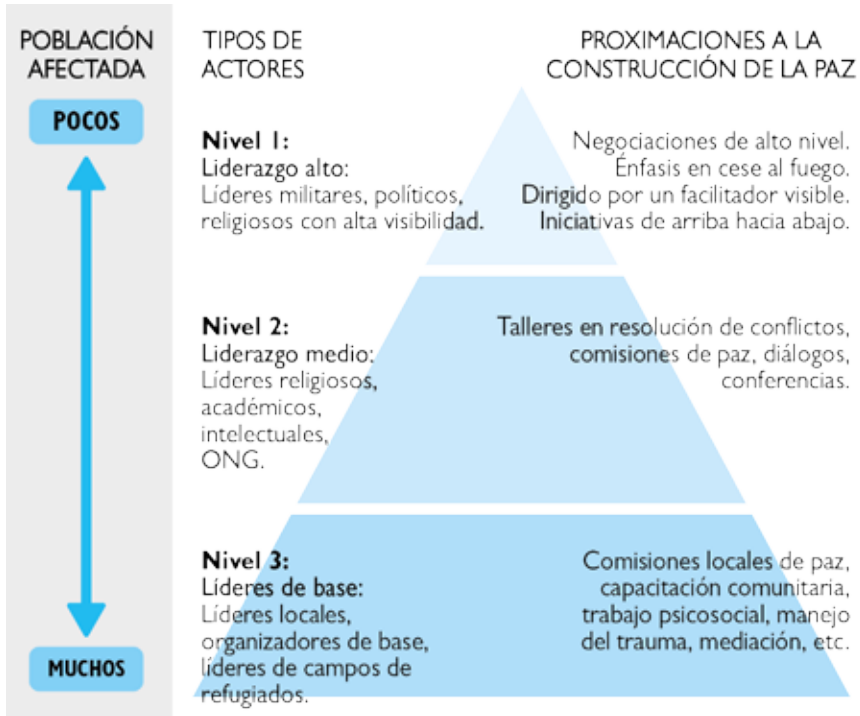 POBLACIÓN
AFECTADA
POCOS
MUCHOS
TIPOS DE
ACTORES
PROXIMACIONES A LA
CONSTRUCCIÓN DE LA PAZ
Nivel 1:
Liderazgo alto:
Líderes militares, políticos,
religiosos con alta visibilidad.
Negociaciones de alto nivel.
Énfasis en cese al fuego.
Dirigido por un facilitador visible.
Iniciativas de arriba hacia abajo.
Nivel 2:
Liderazgo medio:
Líderes religiosos,
académicos,
intelectuales,
ONG.
Talleres en resolución de conflictos,
comisiones de paz, diálogos,
conferencias.
Nivel 3:
Líderes de base:
Líderes locales,
organizadores de base,
líderes de campos de
refugiados.
Comisiones locales de paz,
capacitación comunitaria,
trabajo psicosocial, manejo
del trauma, mediación, etc.